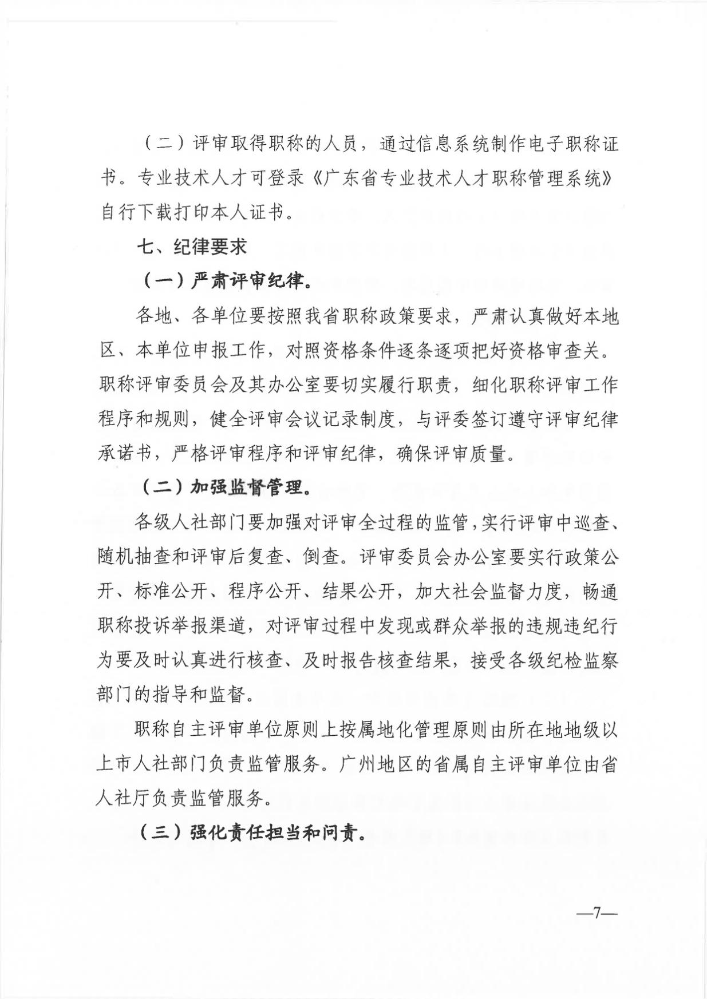 （二）评审取得职称的人员，通过信息系统制作电子职称证
书。专业技术人才可登录《广东省专业技术人才职称管理系统》
自行下载打印本人证书。
七、纪律要求
（一）严肃评审纪律。
各地、各单位要按照我省职称政策要求，严肃认真做好本地
区、本单位申报工作，对照资格条件逐条逐项把好资格审查关。
职称评审委员会及其办公室要切实履行职责，细化职称评审工作
程序和规则，健全评审会议记录制度，与评委签订遵守评审纪律
承诺书，严格评审程序和评审纪律，确保评审质量。
（二）加强监督管理。
各级人社部门要加强对评审全过程的监管，实行评审中巡查、
随机抽查和评审后复查、倒查。评审委员会办公室要实行政策公
开、标准公开、程序公开、结果公开，加大社会监督力度，畅通
职称投诉举报渠道，对评审过程中发现或群众举报的违规违纪行
为要及时认真进行核查、及时报告核查结果，接受各级纪检监察
部门的指导和监督。
职称自主评审单位原则上按属地化管理原则由所在地地级以
上市人社部门负责监管服务。广州地区的省属自主评审单位由省
人社厅负责监管服务。
（三）强化责任担当和问责。
—7—